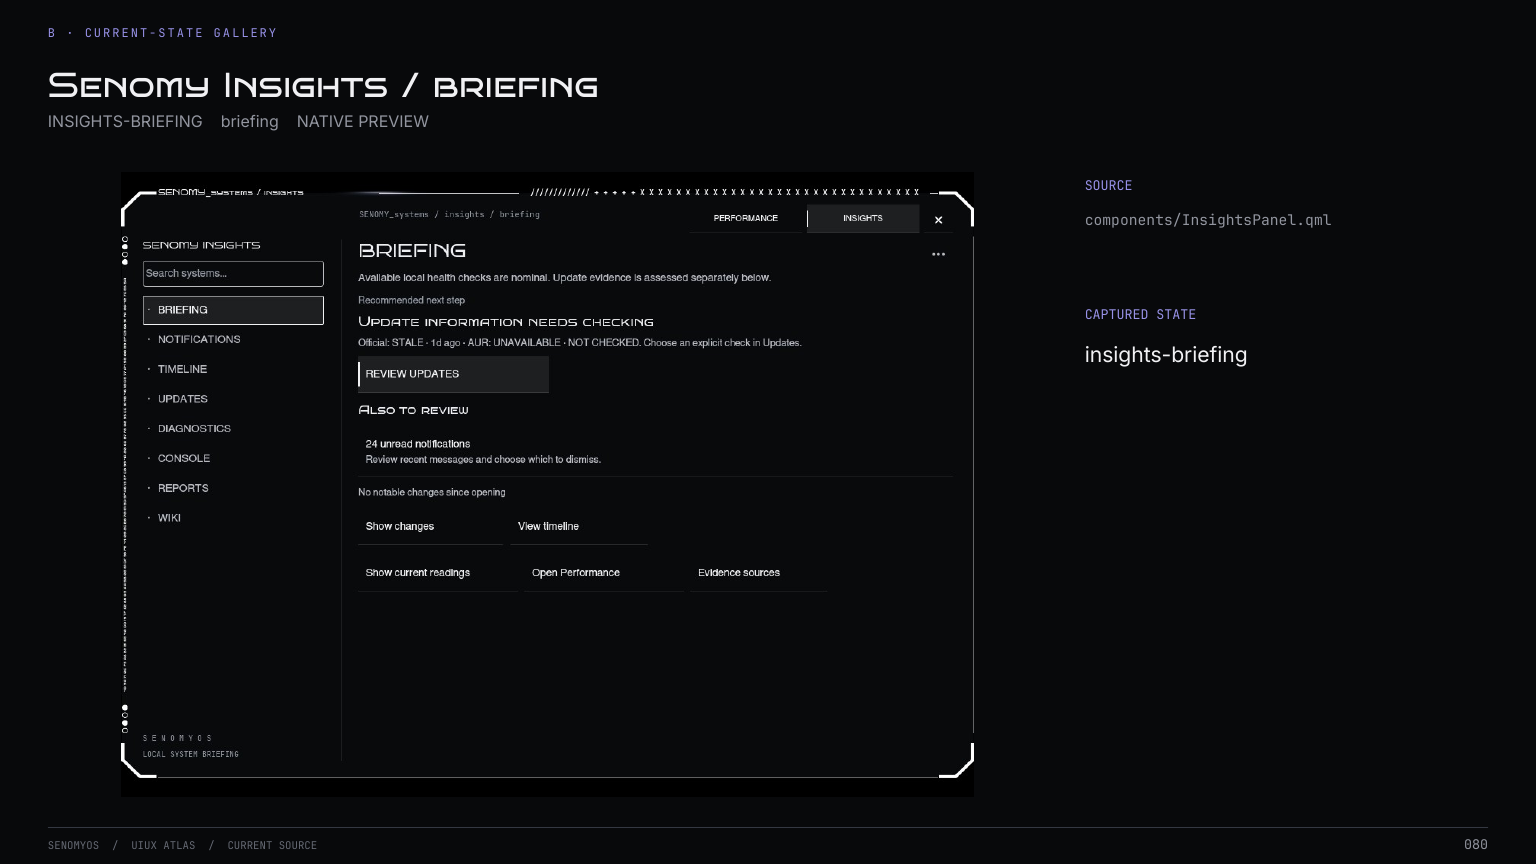 B · CURRENT-STATE GALLERY
Senomy Insights / briefing
INSIGHTS-BRIEFING briefing NATIVE PREVIEW
SENOMY_systems / insights
SENOMY_systems / insights / briefing
PERFORMANCE
INSIGHTS
×
SENOMY INSIGHTS
Search systems...
· BRIEFING
· NOTIFICATIONS
· TIMELINE
· UPDATES
· DIAGNOSTICS
· CONSOLE
· REPORTS
· WIKI
SENOMYOS
LOCAL SYSTEM BRIEFING
BRIEFING
Available local health checks are nominal. Update evidence is assessed separately below.
Recommended next step
Update information needs checking
Official: STALE · 1d ago · AUR: UNAVAILABLE · NOT CHECKED. Choose an explicit check in Updates.
REVIEW UPDATES
Also to review
24 unread notifications
Review recent messages and choose which to dismiss.
No notable changes since opening
Show changes
View timeline
Show current readings
Open Performance
Evidence sources
SOURCE
components/InsightsPanel.qml
CAPTURED STATE
insights-briefing
SENOMYOS / UIUX ATLAS / CURRENT SOURCE
080